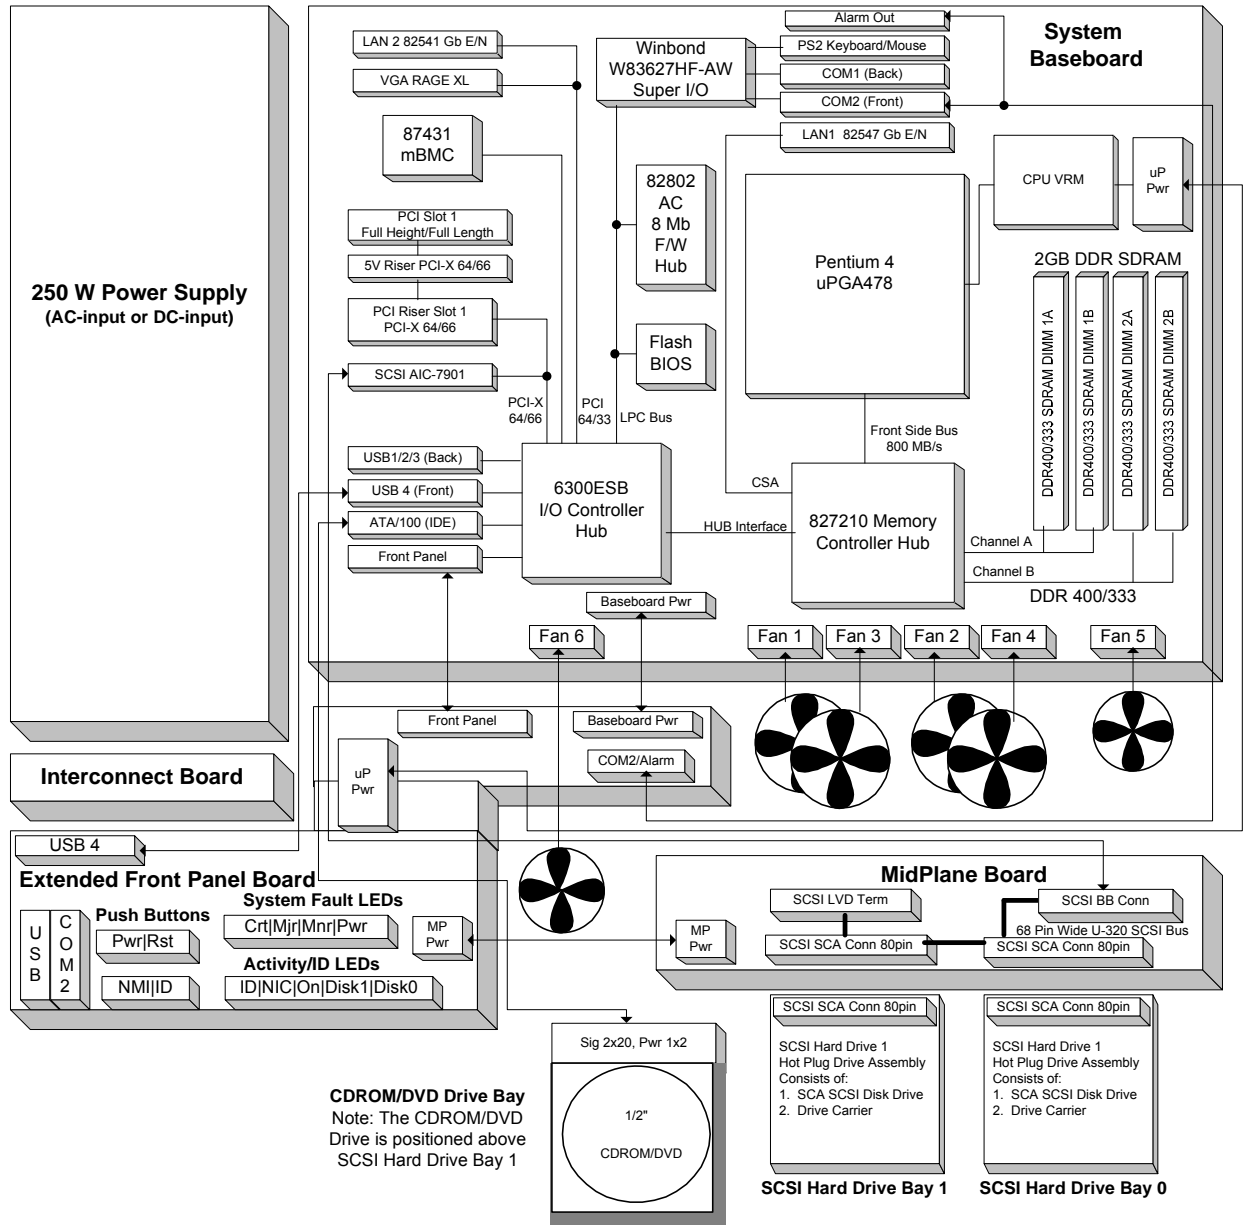 250 W Power Supply
(AC-input or DC-input)
Interconnect Board
System
Baseboard
LAN 2 82541 Gb E/N
VGA RAGE XL
87431
mBMC
PCI Slot 1
Full Height/Full Length
5V Riser PCI-X 64/66
PCI Riser Slot 1
PCI-X 64/66
SCSI AIC-7901
PCI-X
64/66
PCI
64/33
LPC Bus
Winbond
W83627HF-AW
Super I/O
Alarm Out
PS2 Keyboard/Mouse
COM1 (Back)
COM2 (Front)
LAN1 82547 Gb E/N
82802
AC
8 Mb
F/W
Hub
Flash
BIOS
Pentium 4
uPGA478
CPU VRM
uP
Pwr
2GB DDR SDRAM
DDR400/333 SDRAM DIMM 1A
DDR400/333 SDRAM DIMM 1B
DDR400/333 SDRAM DIMM 2A
DDR400/333 SDRAM DIMM 2B
Front Side Bus
800 MB/s
USB1/2/3 (Back)
USB 4 (Front)
ATA/100 (IDE)
Front Panel
6300ESB
I/O Controller
Hub
CSA
HUB Interface
827210 Memory
Controller Hub
Channel A
Channel B
DDR 400/333
Baseboard Pwr
Fan 6
Fan 1
Fan 3
Fan 2
Fan 4
Fan 5
Front Panel
Baseboard Pwr
COM2/Alarm
uP
Pwr
USB 4
Extended Front Panel Board
System Fault LEDs
Push Buttons
USB
COM2
Pwr|Rst
Crt|Mjr|Mnr|Pwr
Activity/ID LEDs
NMI|ID
ID|NIC|On|Disk1|Disk0
MP
Pwr
MidPlane Board
MP
Pwr
SCSI LVD Term
SCSI BB Conn
68 Pin Wide U-320 SCSI Bus
SCSI SCA Conn 80pin
SCSI SCA Conn 80pin
SCSI SCA Conn 80pin
SCSI Hard Drive 1
Hot Plug Drive Assembly
Consists of:
1. SCA SCSI Disk Drive
2. Drive Carrier
SCSI Hard Drive Bay 1
SCSI SCA Conn 80pin
SCSI Hard Drive 1
Hot Plug Drive Assembly
Consists of:
1. SCA SCSI Disk Drive
2. Drive Carrier
SCSI Hard Drive Bay 0
Sig 2x20, Pwr 1x2
1/2"
CDROM/DVD
CDROM/DVD Drive Bay
Note: The CDROM/DVD
Drive is positioned above
SCSI Hard Drive Bay 1